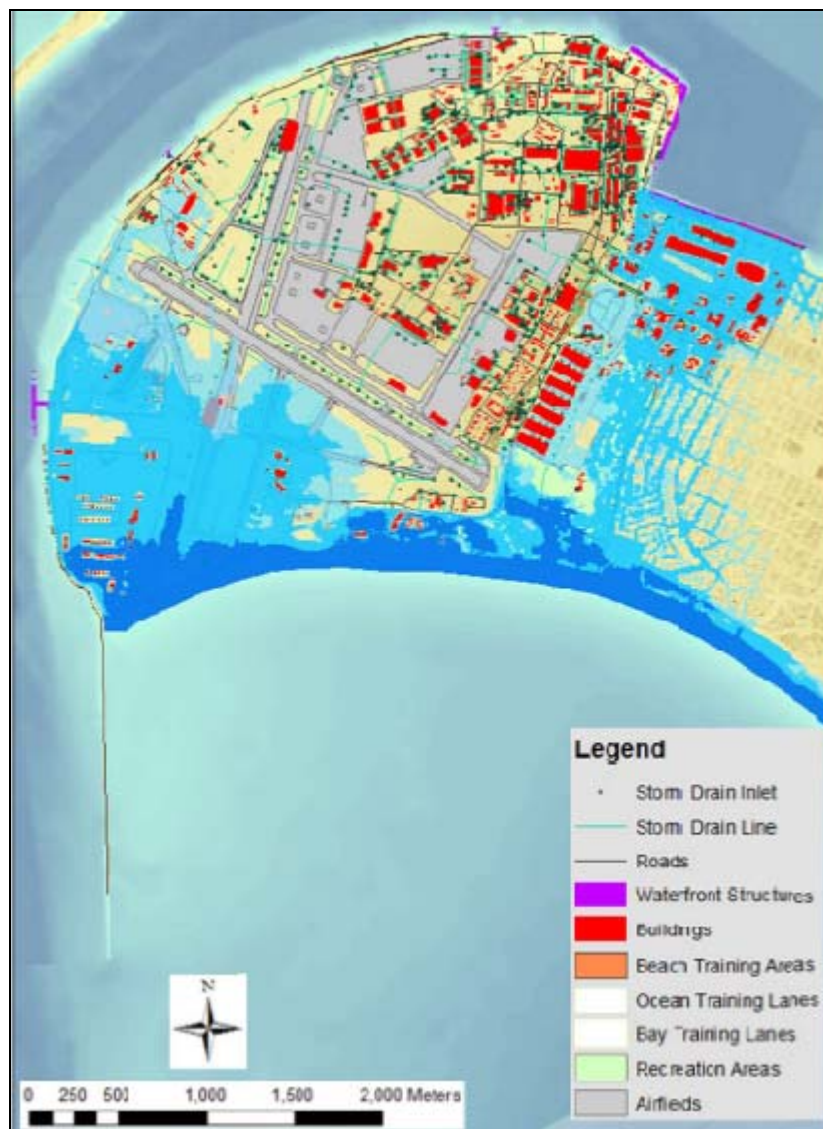 Legend
Storm Drain Inlet
Storm Drain Line
Roads
Waterfront Structures
Buildings
Beach Training Areas
Ocean Training Lanes
Bay Training Lanes
Recreation Areas
Airfields
N
0 250 500 1,000 1,500 2,000 Meters